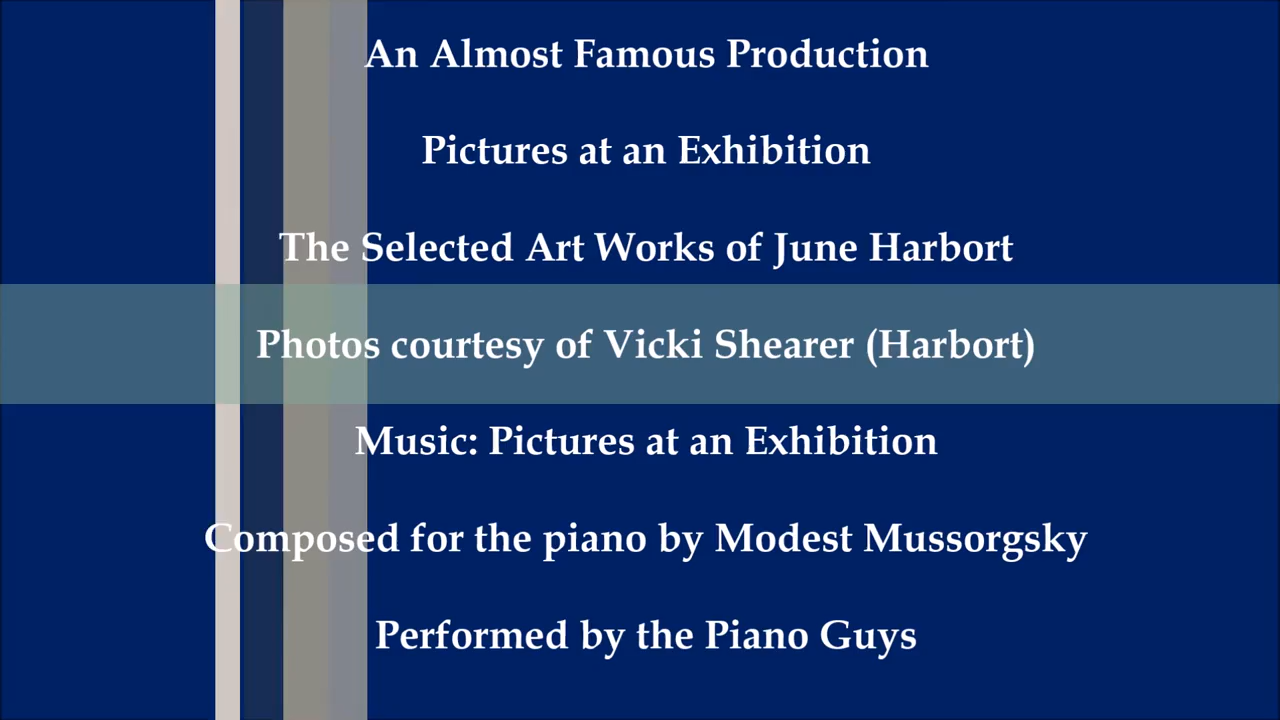 An Almost Famous Production
Pictures at an Exhibition
The Selected Art Works of June Harbort
Photos courtesy of Vicki Shearer (Harbort)
Music: Pictures at an Exhibition
Composed for the piano by Modest Mussorgsky
Performed by the Piano Guys